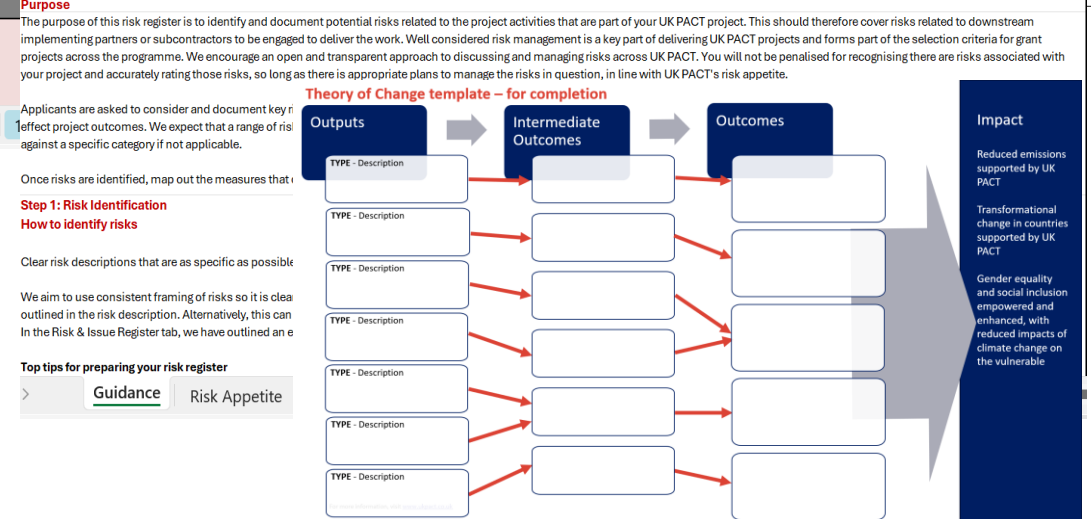 Purpose
The purpose of this risk register is to identify and document potential risks related to the project activities that are part of your UK PACT project. This should therefore cover risks related to downstream
implementing partners or subcontractors to be engaged to deliver the work. Well considered risk management is a key part of delivering UK PACT projects and forms part of the selection criteria for grant
projects across the programme. We encourage an open and transparent approach to discussing and managing risks across UK PACT. You will not be penalised for recognising there are risks associated with
your project and accurately rating those risks, so long as there is appropriate plans to manage the risks in question, in line with UK PACT's risk appetite.
Applicants are asked to consider and document key ri
effect project outcomes. We expect that a range of risl
against a specific category if not applicable.
Once risks are identified, map out the measures that
Step 1: Risk Identification
How to identify risks
Clear risk descriptions that are as specific as possible
We aim to use consistent framing of risks so it is clea
outlined in the risk description. Alternatively, this can
In the Risk & Issue Register tab, we have outlined an e
Top tips for preparing your risk register
Guidance
Risk Appetite
Theory of Change template – for completion
Outputs
Intermediate
Outcomes
Outcomes
TYPE - Description
TYPE - Description
TYPE - Description
TYPE - Description
TYPE - Description
TYPE - Description
TYPE - Description
Impact
Reduced emissions
supported by UK
PACT
Transformational
change in countries
supported by UK
PACT
Gender equality
and social inclusion
empowered and
enhanced, with
reduced impacts of
climate change on
the vulnerable